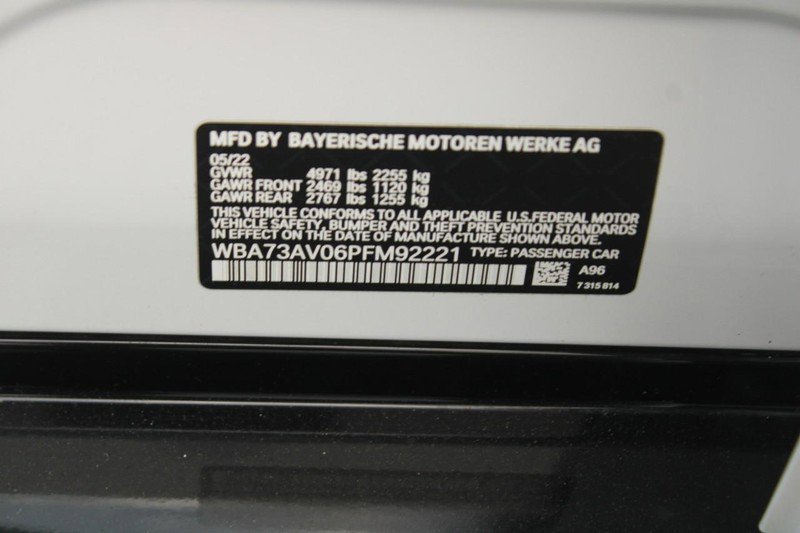 MFD BY BAYERISCHE MOTOREN WERKE AG
05/22
GVWR 4971 lbs 2255 kg
GAWR FRONT 2469 lbs 1120 kg
GAWR REAR 2767 lbs 1255 kg
THIS VEHICLE CONFORMS TO ALL APPLICABLE U.S.FEDERAL MOTOR
VEHICLE SAFETY, BUMPER AND THEFT PREVENTION STANDARDS
IN EFFECT ON THE DATE OF MANUFACTURE SHOWN ABOVE.
WBA73AV06PFM92221 TYPE: PASSENGER CAR
A96
7 315 814